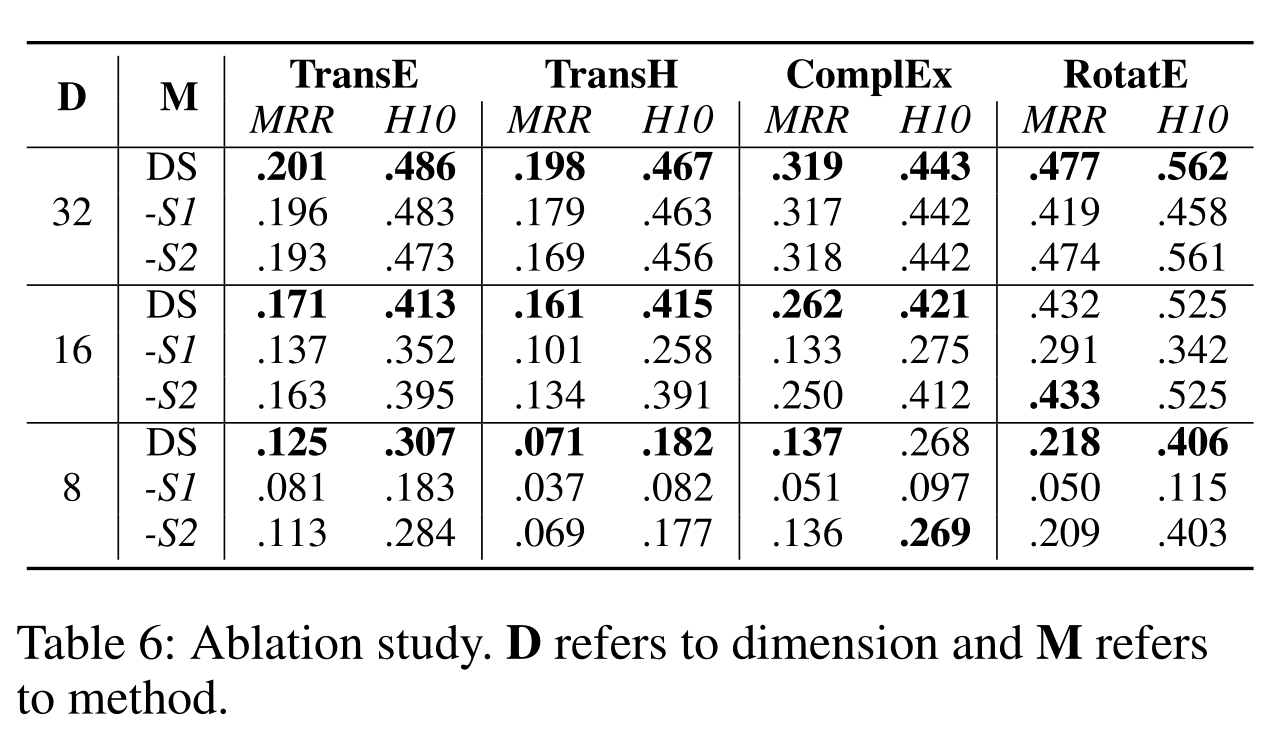 D M TransE TransH ComplEx RotatE
MRR H10 MRR H10 MRR H10 MRR H10
DS .201 .486 .198 .467 .319 .443 .477 .562
32 -S1 .196 .483 .179 .463 .317 .442 .419 .458
-S2 .193 .473 .169 .456 .318 .442 .474 .561
DS .171 .413 .161 .415 .262 .421 .432 .525
16 -S1 .137 .352 .101 .258 .133 .275 .291 .342
-S2 .163 .395 .134 .391 .250 .412 .433 .525
DS .125 .307 .071 .182 .137 .268 .218 .406
8 -S1 .081 .183 .037 .082 .051 .097 .050 .115
-S2 .113 .284 .069 .177 .136 .269 .209 .403
Table 6: Ablation study. D refers to dimension and M refers
to method.